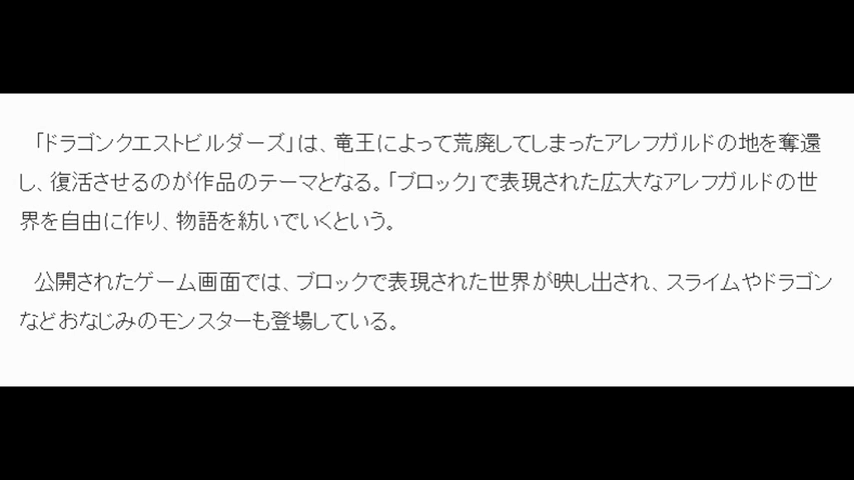 「ドラゴンクエストビルダーズ」は、竜王によって荒廃してしまったアレフガルドの地を奪還
し、復活させるのが作品のテーマとなる。「ブロック」で表現された広大なアレフガルドの世
界を自由に作り、物語を紡いでいくという。
公開されたゲーム画面では、ブロックで表現された世界が映し出され、スライムやドラゴン
などおなじみのモンスターも登場している。